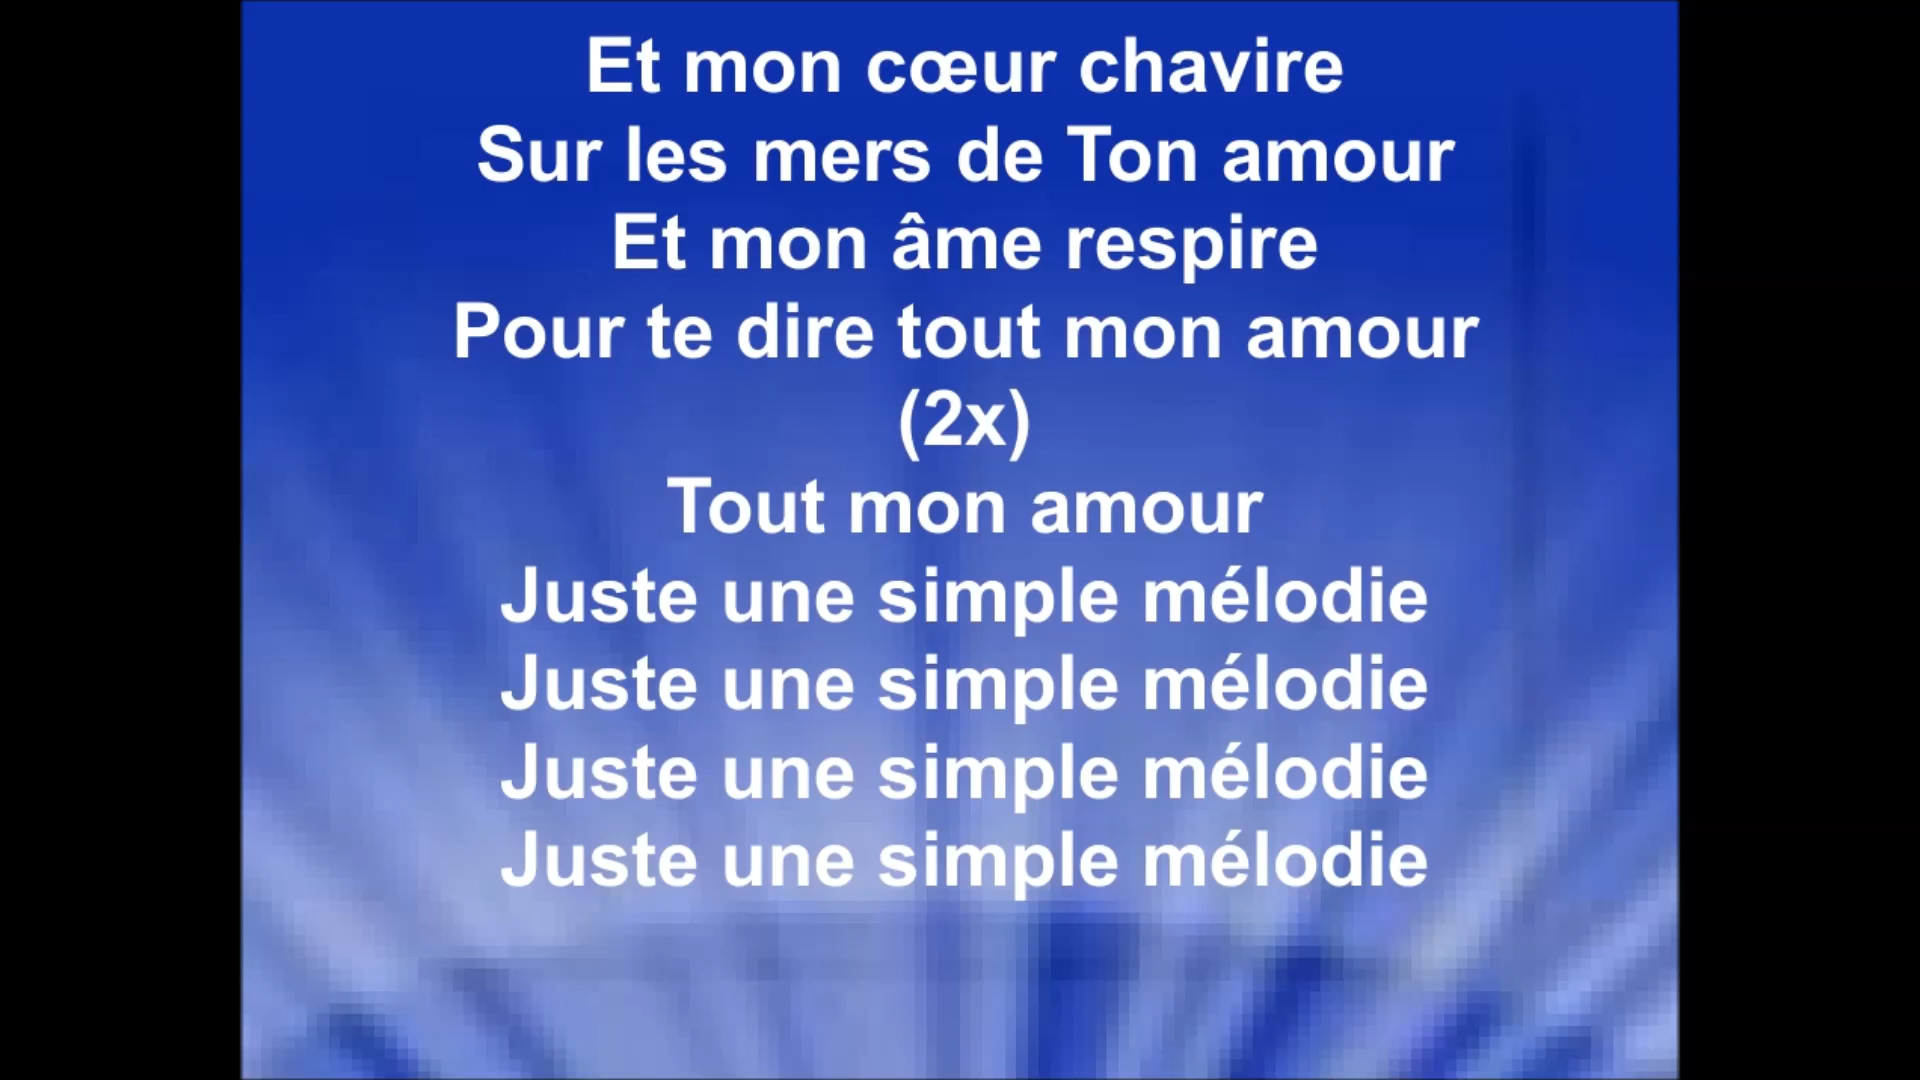 Et mon cœur chavire
Sur les mers de Ton amour
Et mon âme respire
Pour te dire tout mon amour
(2x)
Tout mon amour
Juste une simple mélodie
Juste une simple mélodie
Juste une simple mélodie
Juste une simple mélodie